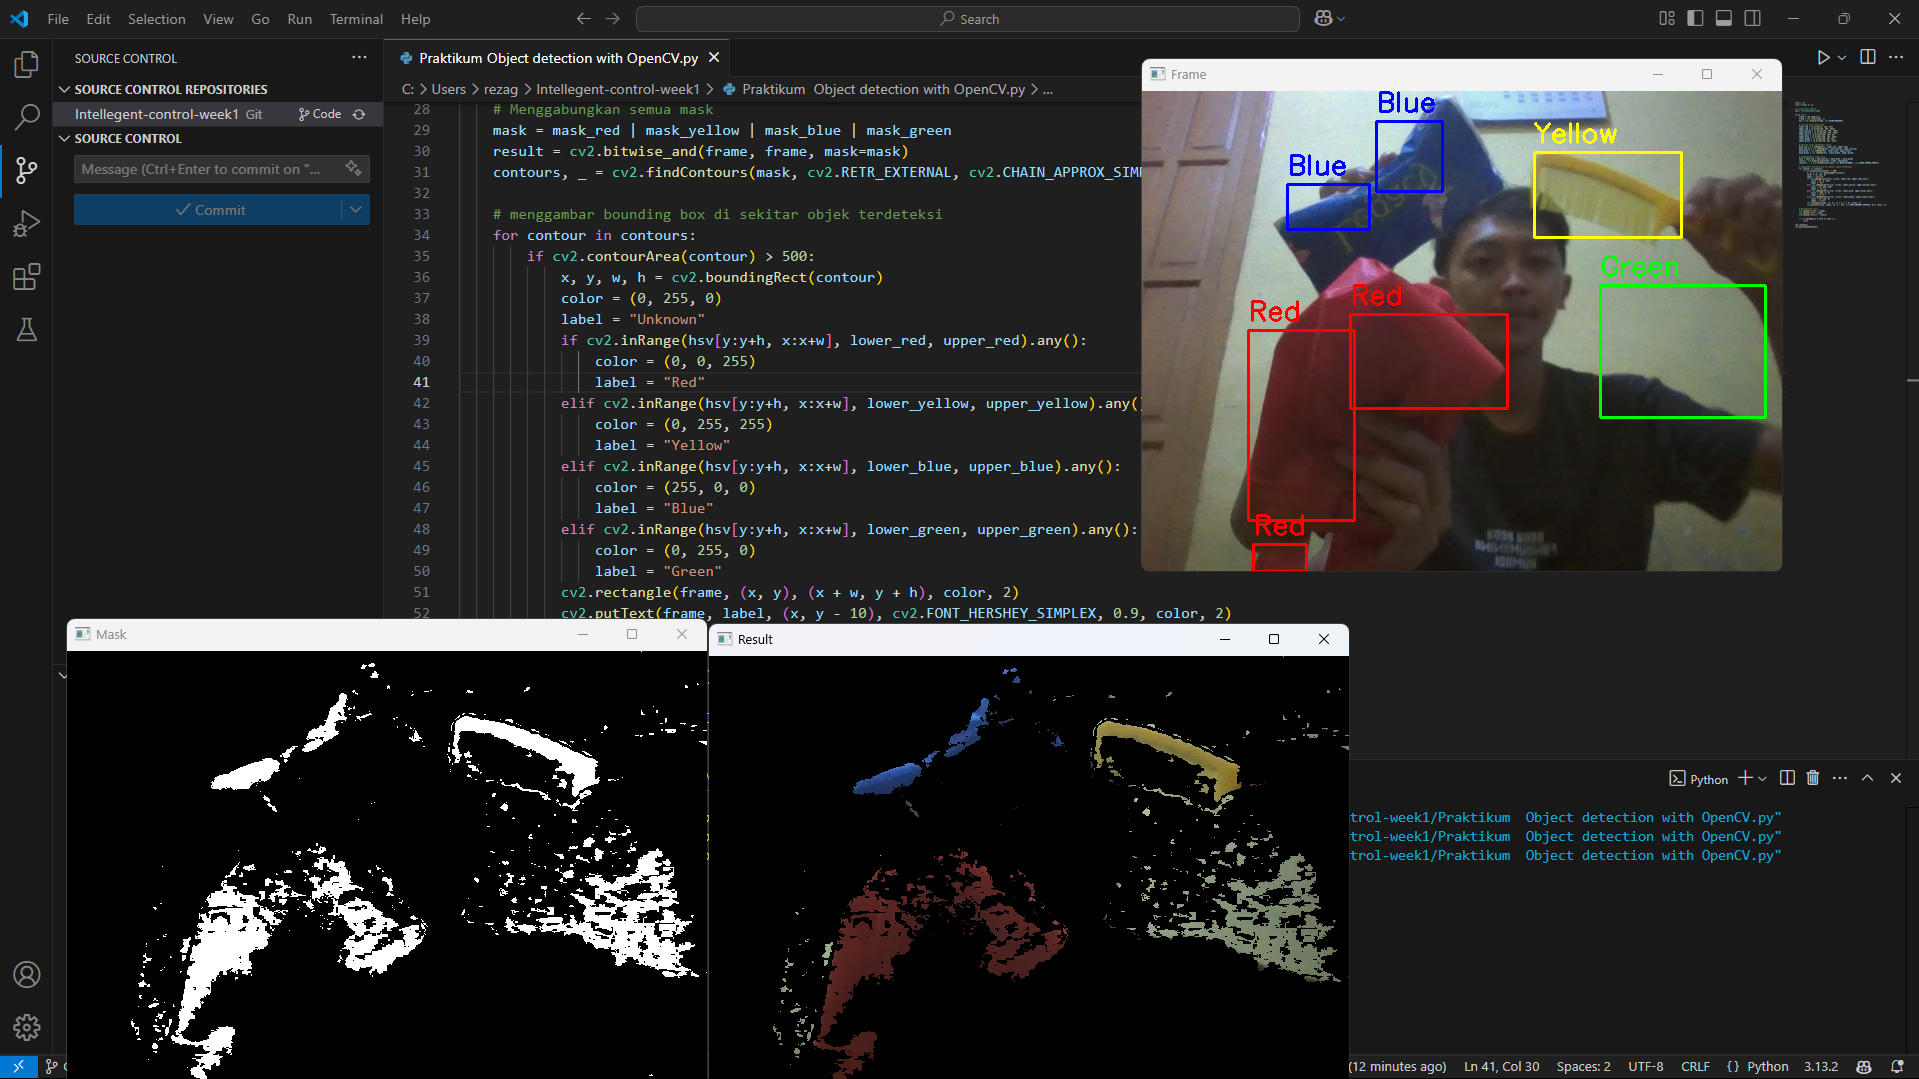 File Edit Selection View Go Run Terminal Help
Search
SOURCE CONTROL
SOURCE CONTROL REPOSITORIES
Intellegent-control-week1 Git Code
SOURCE CONTROL
Message (Ctrl+Enter to commit on "...
Commit
Praktikum Object detection with OpenCV.py
C: > Users > rezag > Intellegent-control-week1 > Praktikum Object detection with OpenCV.py > ...
28 # Menggabungkan semua mask
29 mask = mask_red | mask_yellow | mask_blue | mask_green
30 result = cv2.bitwise_and(frame, frame, mask=mask)
31 contours, _ = cv2.findContours(mask, cv2.RETR_EXTERNAL, cv2.CHAIN_APPROX_SIMP
32
33 # menggambar bounding box di sekitar objek terdeteksi
34 for contour in contours:
35 if cv2.contourArea(contour) > 500:
36 x, y, w, h = cv2.boundingRect(contour)
37 color = (0, 255, 0)
38 label = "Unknown"
39 if cv2.inRange(hsv[y:y+h, x:x+w], lower_red, upper_red).any():
40 color = (0, 0, 255)
41 label = "Red"
42 elif cv2.inRange(hsv[y:y+h, x:x+w], lower_yellow, upper_yellow).any()
43 color = (0, 255, 255)
44 label = "Yellow"
45 elif cv2.inRange(hsv[y:y+h, x:x+w], lower_blue, upper_blue).any():
46 color = (255, 0, 0)
47 label = "Blue"
48 elif cv2.inRange(hsv[y:y+h, x:x+w], lower_green, upper_green).any():
49 color = (0, 255, 0)
50 label = "Green"
51 cv2.rectangle(frame, (x, y), (x + w, y + h), color, 2)
52 cv2.putText(frame, label, (x, y - 10), cv2.FONT_HERSHEY_SIMPLEX, 0.9, color, 2)
Frame
Blue
Yellow
Blue
Green
Red
Red
Red
Mask
Result
Python
trol-week1/Praktikum  Object detection with OpenCV.py"
trol-week1/Praktikum  Object detection with OpenCV.py"
trol-week1/Praktikum  Object detection with OpenCV.py"
(12 minutes ago) Ln 41, Col 30 Spaces: 2 UTF-8 CRLF {} Python 3.13.2